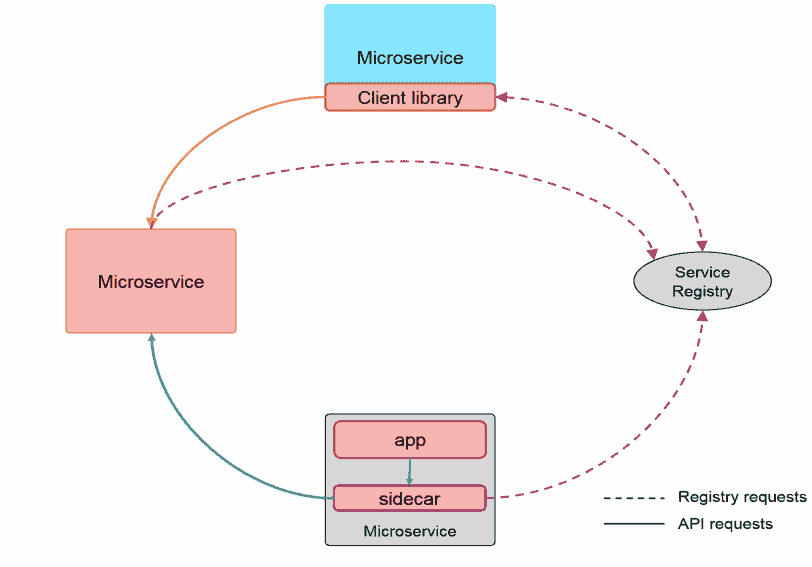 Microservice
Client library
Microservice
Service
Registry
app
sidecar
Microservice
Registry requests
API requests